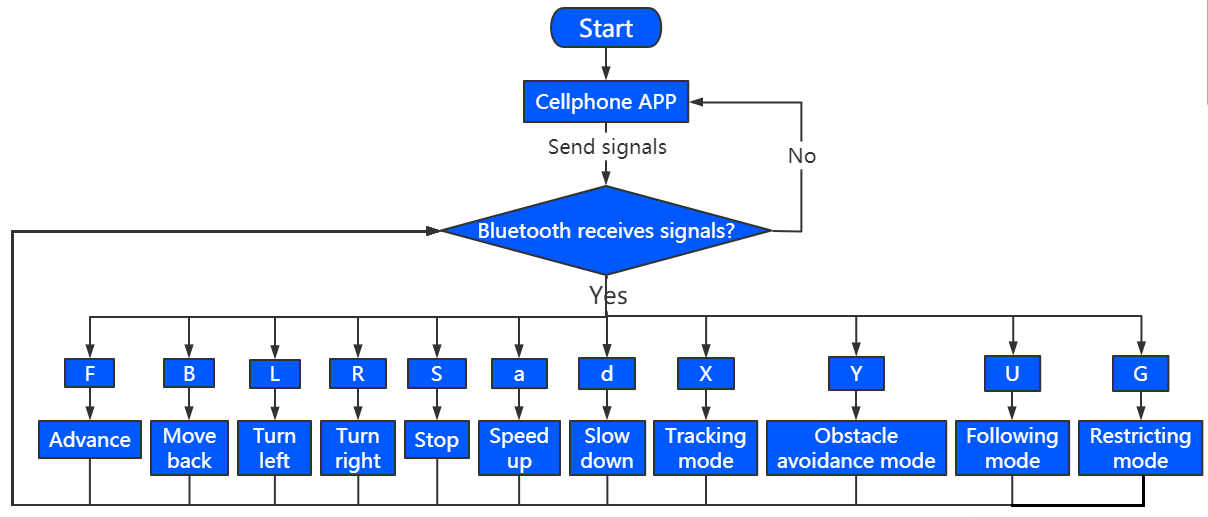 Start
Cellphone APP
Send signals
No
Bluetooth receives signals?
Yes
F
B
L
R
S
a
d
X
Y
U
G
Advance
Move
back
Turn
left
Turn
right
Stop
Speed
up
Slow
down
Tracking
mode
Obstacle
avoidance mode
Following
mode
Restricting
mode